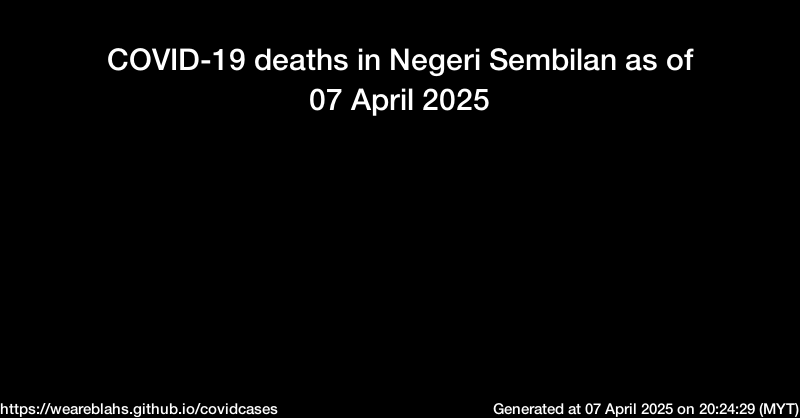 COVID-19 deaths in Negeri Sembilan as of
07 April 2025
https://weareblahs.github.io/covidcases
Generated at 07 April 2025 on 20:24:29 (MYT)